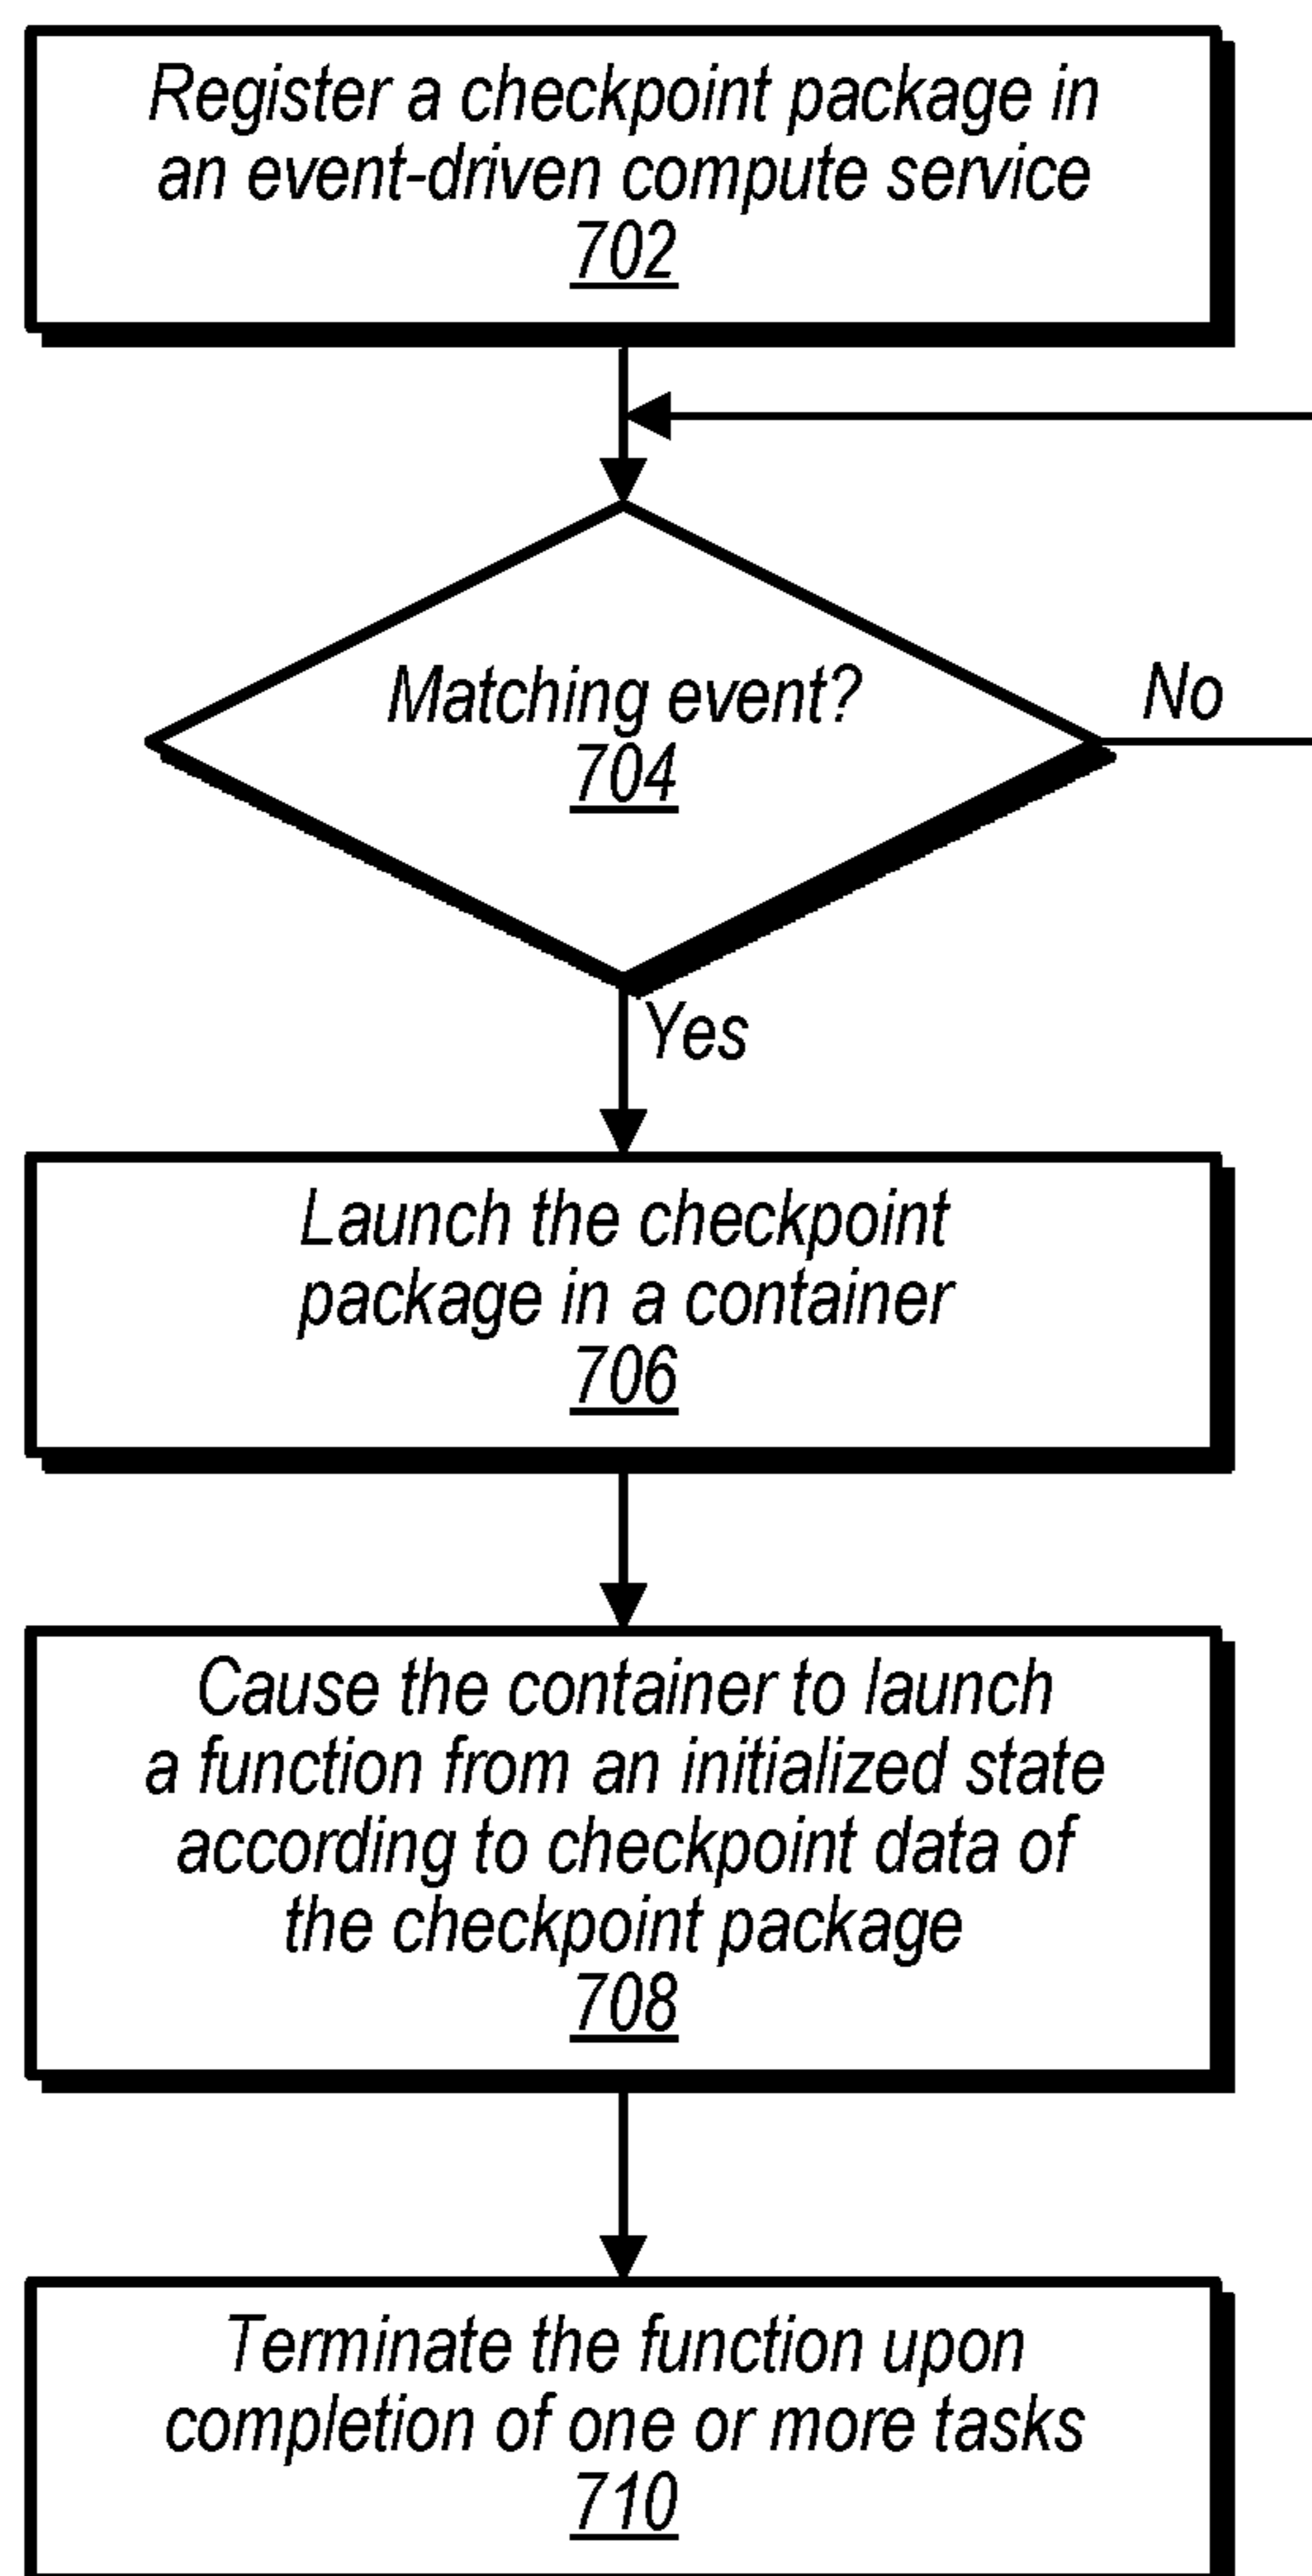 Register a checkpoint package in
an event-driven compute service
702
Matching event?
704
No
Yes
Launch the checkpoint
package in a container
706
Cause the container to launch
a function from an initialized state
according to checkpoint data of
the checkpoint package
708
Terminate the function upon
completion of one or more tasks
710